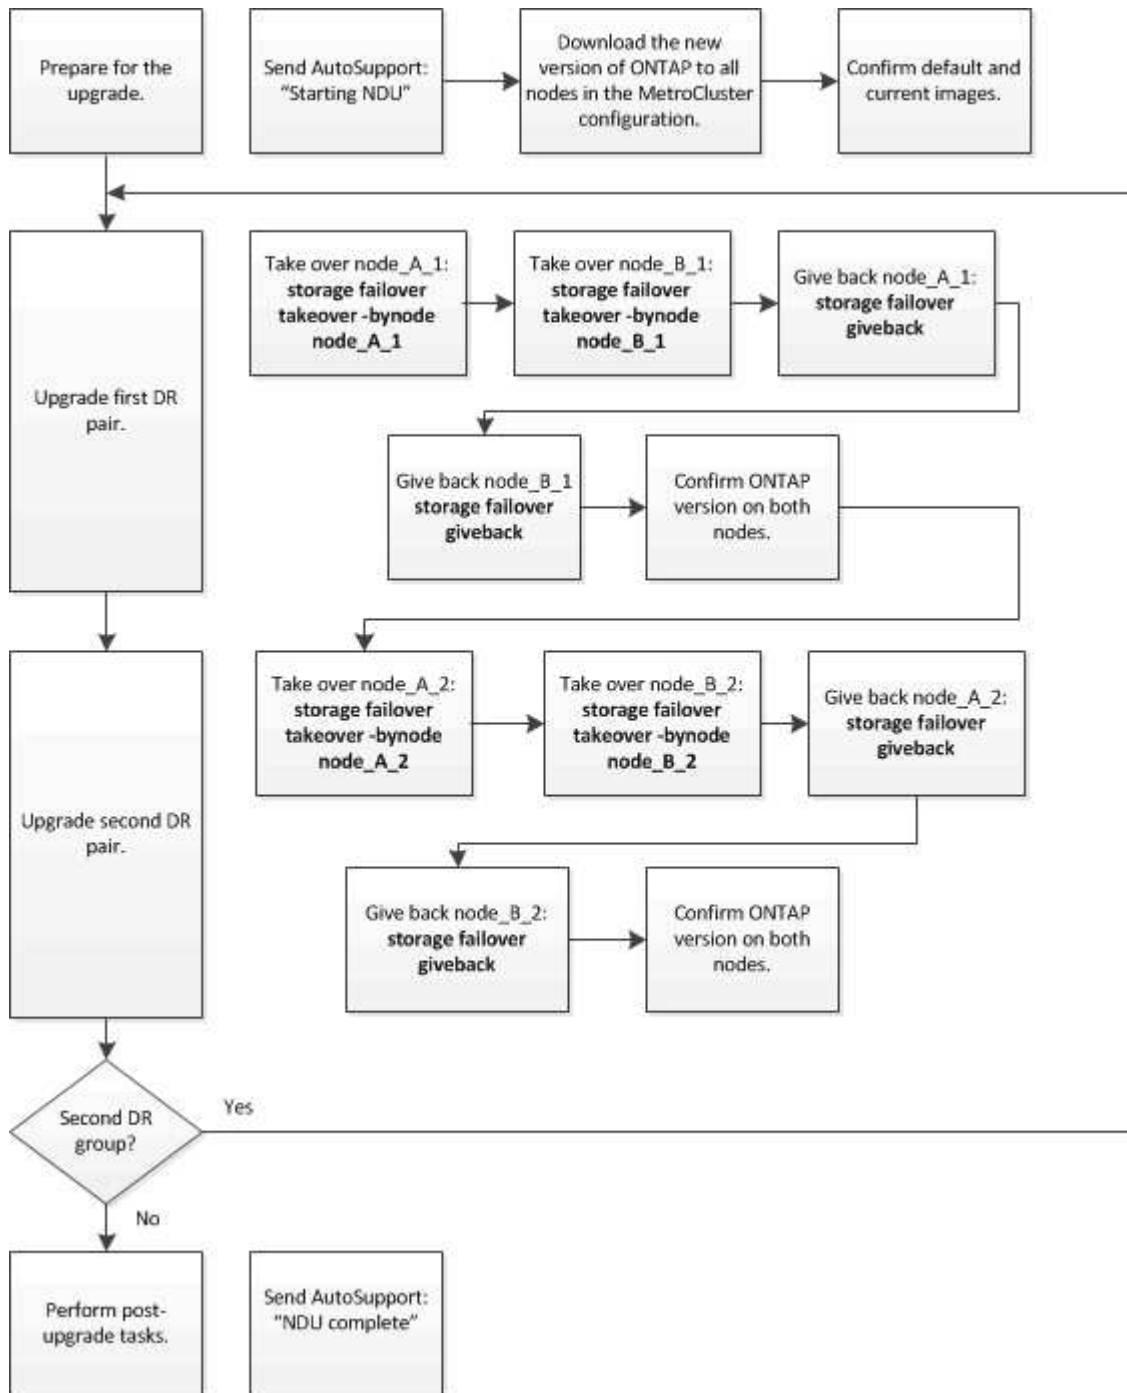 Prepare for the
upgrade.
Send AutoSupport:
"Starting NDU"
Download the new
version of ONTAP to all
nodes in the MetroCluster
configuration.
Confirm default and
current images.
Upgrade first DR
pair.
Take over node_A_1:
storage failover
takeover -bynode
node_A_1
Take over node_B_1:
storage failover
takeover -bynode
node_B_1
Give back node_A_1:
storage failover
giveback
Give back node_B_1
storage failover
giveback
Confirm ONTAP
version on both
nodes.
Upgrade second DR
pair.
Take over node_A_2:
storage failover
takeover -bynode
node_A_2
Take over node_B_2:
storage failover
takeover -bynode
node_B_2
Give back node_A_2:
storage failover
giveback
Give back node_B_2:
storage failover
giveback
Confirm ONTAP
version on both
nodes.
Second DR
group?
Yes
No
Perform post-
upgrade tasks.
Send AutoSupport:
"NDU complete"